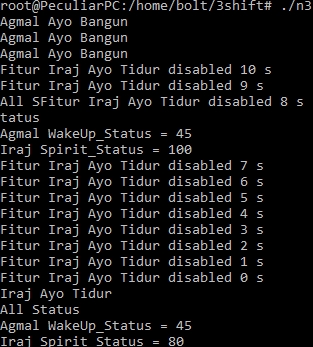 root@PeculiarPC:/home/bolt/3shift# ./n3
Agmal Ayo Bangun
Agmal Ayo Bangun
Agmal Ayo Bangun
Fitur Iraj Ayo Tidur disabled 10 s
Fitur Iraj Ayo Tidur disabled 9 s
All SFitur Iraj Ayo Tidur disabled 8 s
tatus
Agmal WakeUp_Status = 45
Iraj Spirit_Status = 100
Fitur Iraj Ayo Tidur disabled 7 s
Fitur Iraj Ayo Tidur disabled 6 s
Fitur Iraj Ayo Tidur disabled 5 s
Fitur Iraj Ayo Tidur disabled 4 s
Fitur Iraj Ayo Tidur disabled 3 s
Fitur Iraj Ayo Tidur disabled 2 s
Fitur Iraj Ayo Tidur disabled 1 s
Fitur Iraj Ayo Tidur disabled 0 s
Iraj Ayo Tidur
All Status
Agmal WakeUp_Status = 45
Iraj Spirit_Status = 80